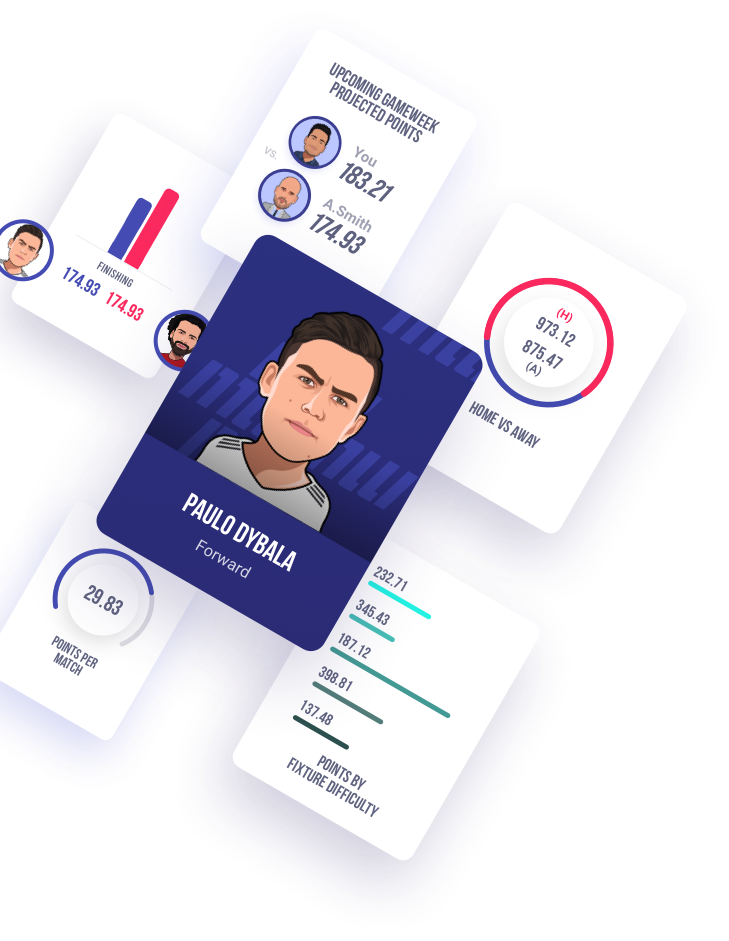 UPCOMING GAMEWEEK
PROJECTED POINTS
You
183.21
vs.
A.Smith
174.93
FINISHING
174.93 174.93
(H)
973.12
875.47
(A)
HOME VS AWAY
PAULO DYBALA
Forward
29.83
POINTS PER
MATCH
232.71
345.43
187.12
398.81
137.48
POINTS BY
FIXTURE DIFFICULTY